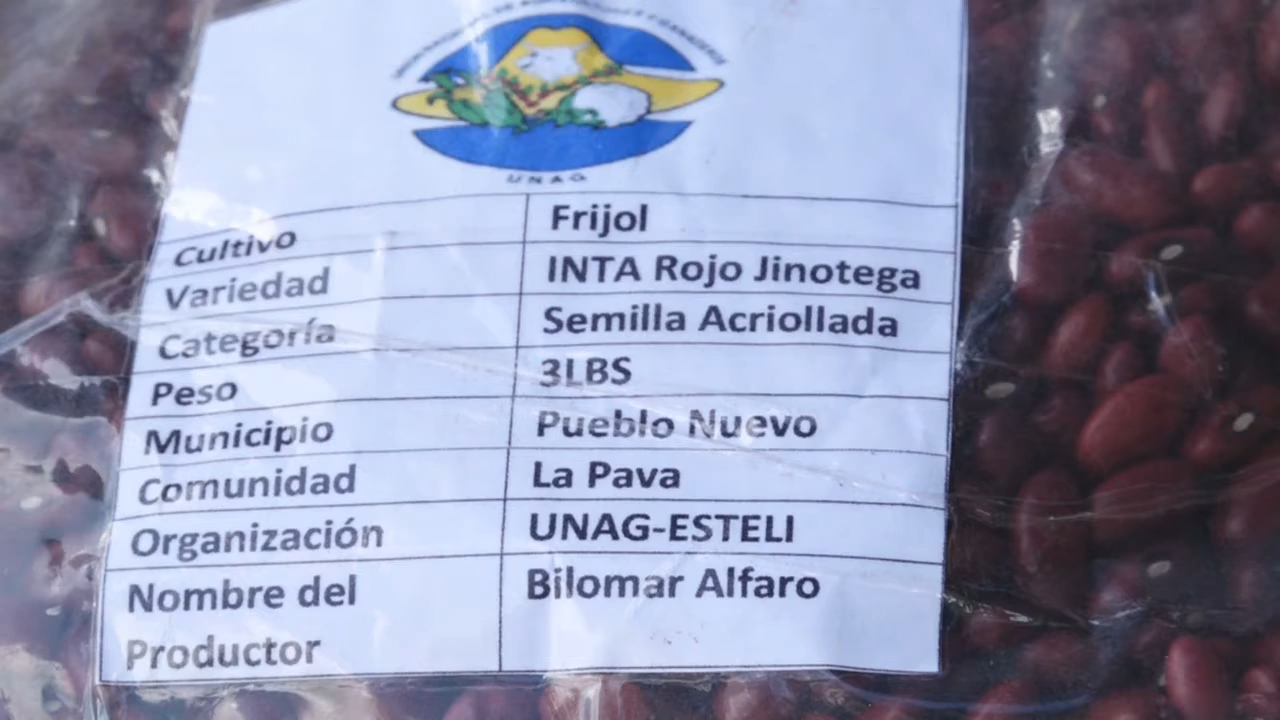 UNAG
Cultivo Frijol
Variedad INTA Rojo Jinotega
Categoría Semilla Acriollada
Peso 3LBS
Municipio Pueblo Nuevo
Comunidad La Pava
Organización UNAG-ESTELI
Nombre del Bilomar Alfaro
Productor